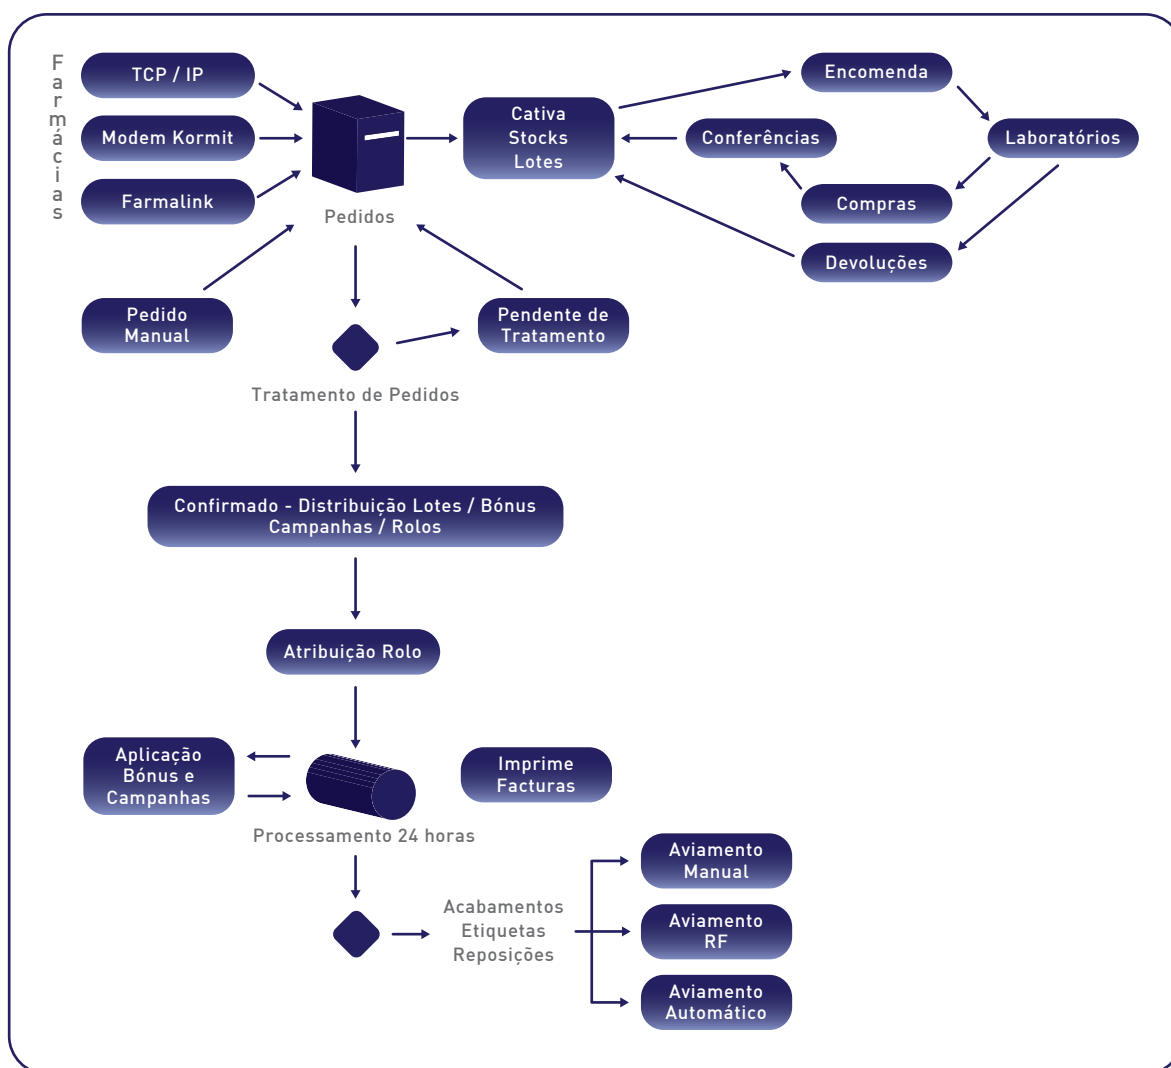 Farmácias
TCP / IP
Modem Kormit
Farmalink
Pedidos
Cativa
Stocks
Lotes
Encomenda
Conferências
Laboratórios
Compras
Devoluções
Pedido
Manual
Pendente de
Tratamento
Tratamento de Pedidos
Confirmado - Distribuição Lotes / Bónus
Campanhas / Rolos
Atribuição Rolo
Aplicação
Bónus e
Campanhas
Imprime
Facturas
Processamento 24 horas
Acabamentos
Etiquetas
Reposições
Aviamento
Manual
Aviamento
RF
Aviamento
Automático